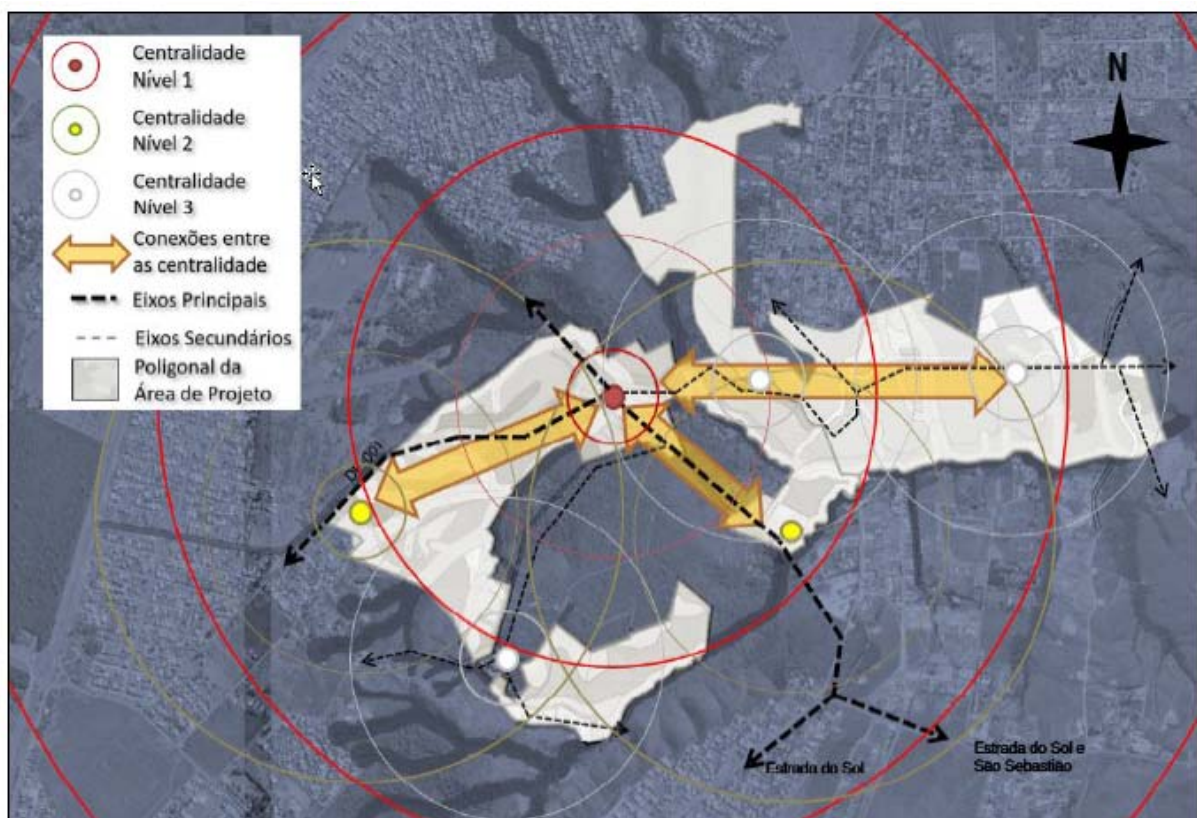 Centralidade
Nível 1
Centralidade
Nível 2
Centralidade
Nível 3
Conexões entre
as centralidade
Eixos Principais
Eixos Secundários
Poligonal da
Área de Projeto
N
Estrada do Sol
Estrada do Sol e
São Sebastião